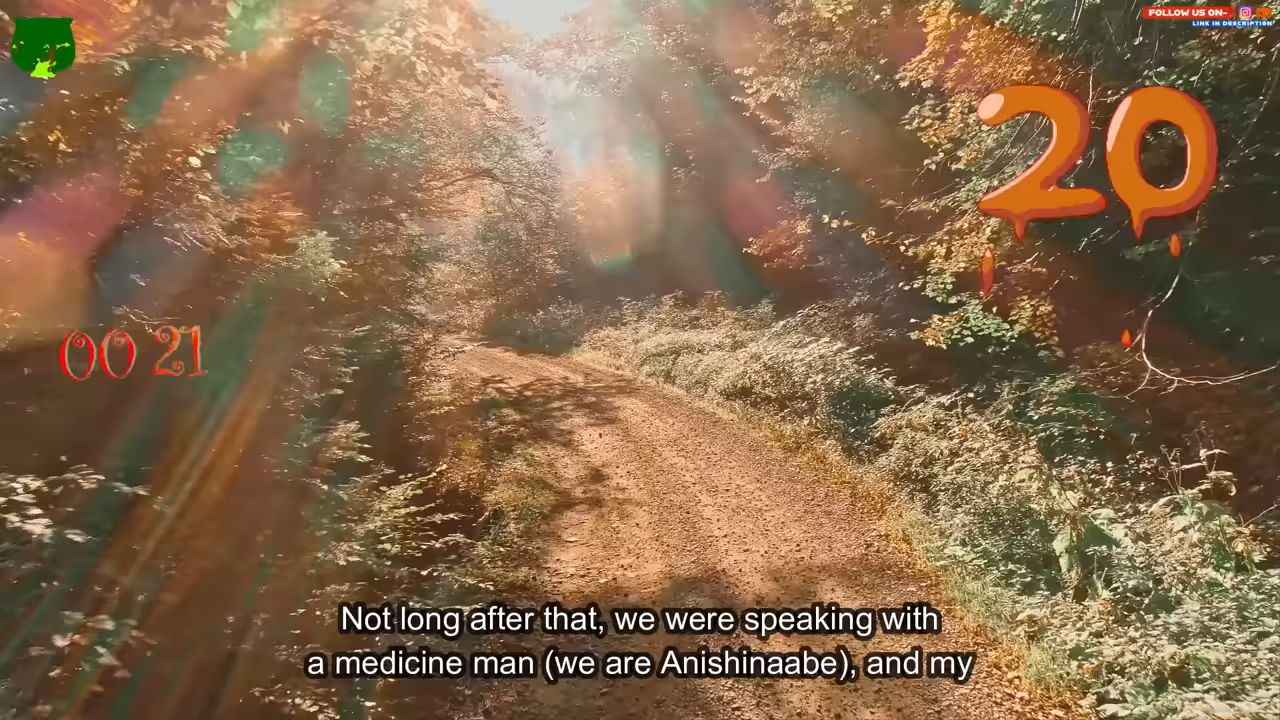 FOLLOW US ON-
LINK IN DESCRIPTION
20
00 21
Not long after that, we were speaking with
a medicine man (we are Anishinaabe), and my